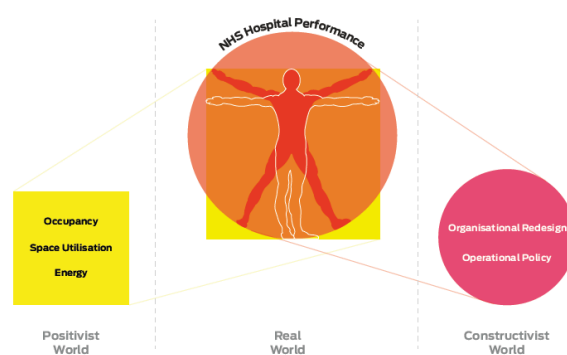 NHS Hospital Performance
Occupancy
Space Utilisation
Energy
Organisational Redesign
Operational Policy
Positivist
World
Real
World
Constructivist
World